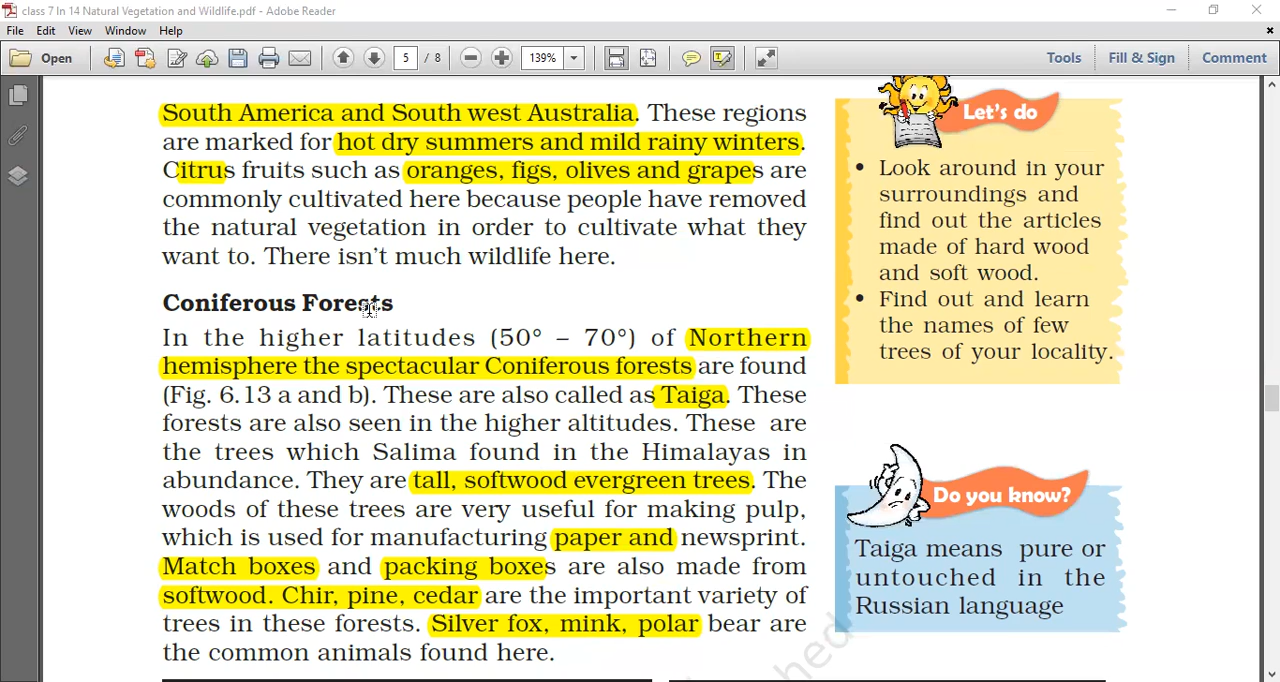 class 7 In 14 Natural Vegetation and Wildlife.pdf - Adobe Reader
File Edit View Window Help
Open 5 / 8 139% Tools Fill & Sign Comment
South America and South west Australia. These regions
are marked for hot dry summers and mild rainy winters.
Citrus fruits such as oranges, figs, olives and grapes are
commonly cultivated here because people have removed
the natural vegetation in order to cultivate what they
want to. There isn't much wildlife here.
Coniferous Forests
In the higher latitudes (50° – 70°) of Northern
hemisphere the spectacular Coniferous forests are found
(Fig. 6.13 a and b). These are also called as Taiga. These
forests are also seen in the higher altitudes. These are
the trees which Salima found in the Himalayas in
abundance. They are tall, softwood evergreen trees. The
woods of these trees are very useful for making pulp,
which is used for manufacturing paper and newsprint.
Match boxes and packing boxes are also made from
softwood. Chir, pine, cedar are the important variety of
trees in these forests. Silver fox, mink, polar bear are
the common animals found here.
Let's do
• Look around in your
surroundings and
find out the articles
made of hard wood
and soft wood.
• Find out and learn
the names of few
trees of your locality.
Do you know?
Taiga means pure or
untouched in the
Russian language